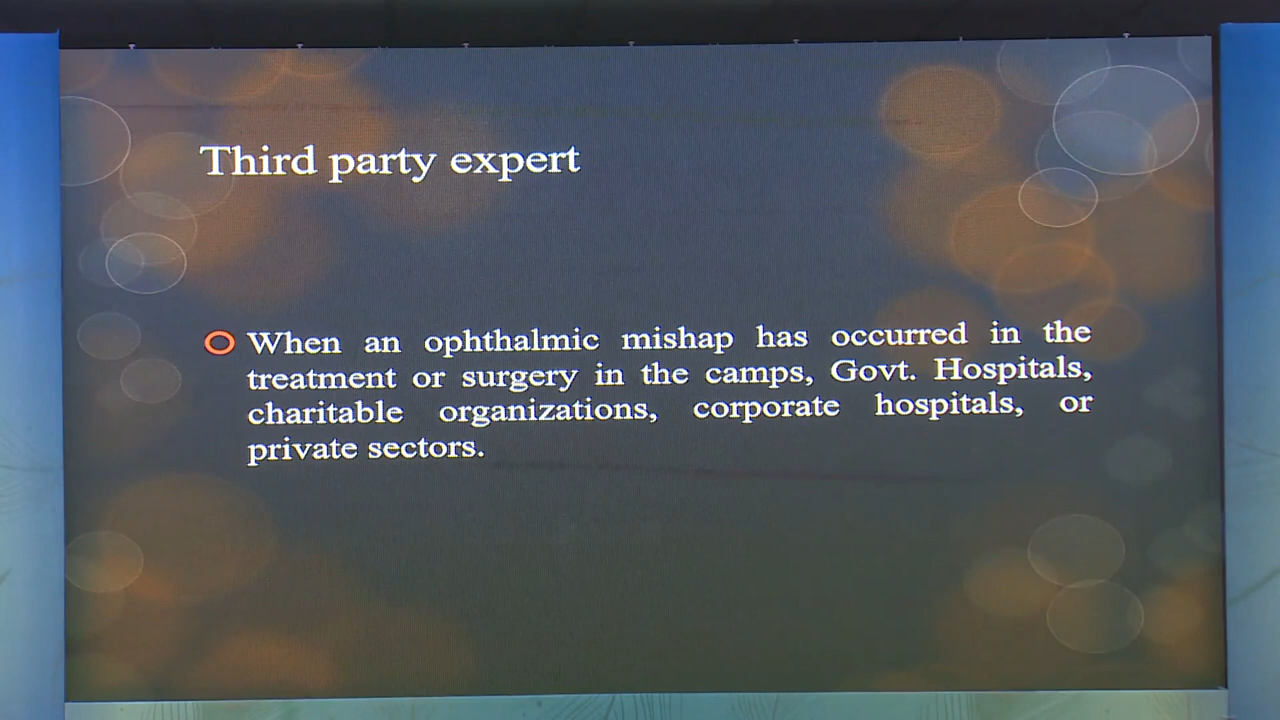 Third party expert
When an ophthalmic mishap has occurred in the
treatment or surgery in the camps, Govt. Hospitals,
charitable organizations, corporate hospitals, or
private sectors.